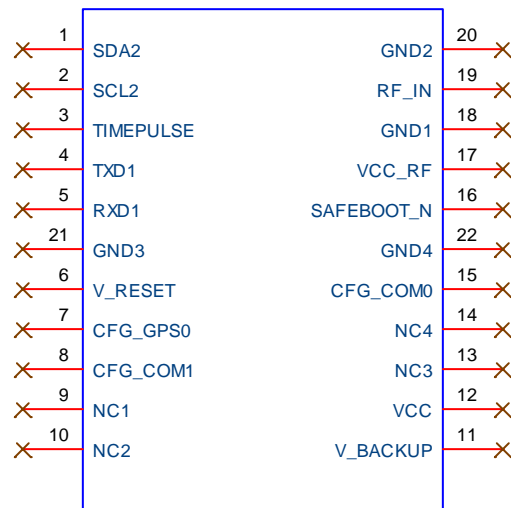 1 SDA2 GND2 20
2 SCL2 RF_IN 19
3 TIMEPULSE GND1 18
4 TXD1 VCC_RF 17
5 RXD1 SAFEBOOT_N 16
21 GND3 GND4 22
6 V_RESET CFG_COM0 15
7 CFG_GPS0 NC4 14
8 CFG_COM1 NC3 13
9 NC1 VCC 12
10 NC2 V_BACKUP 11